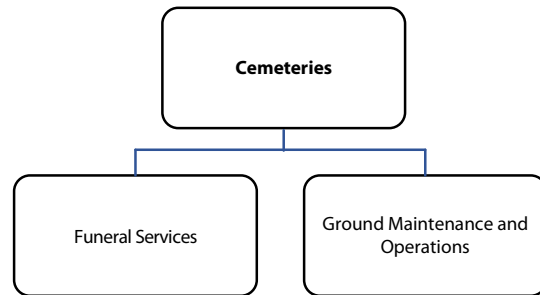 Cemeteries
Funeral Services
Ground Maintenance and
Operations